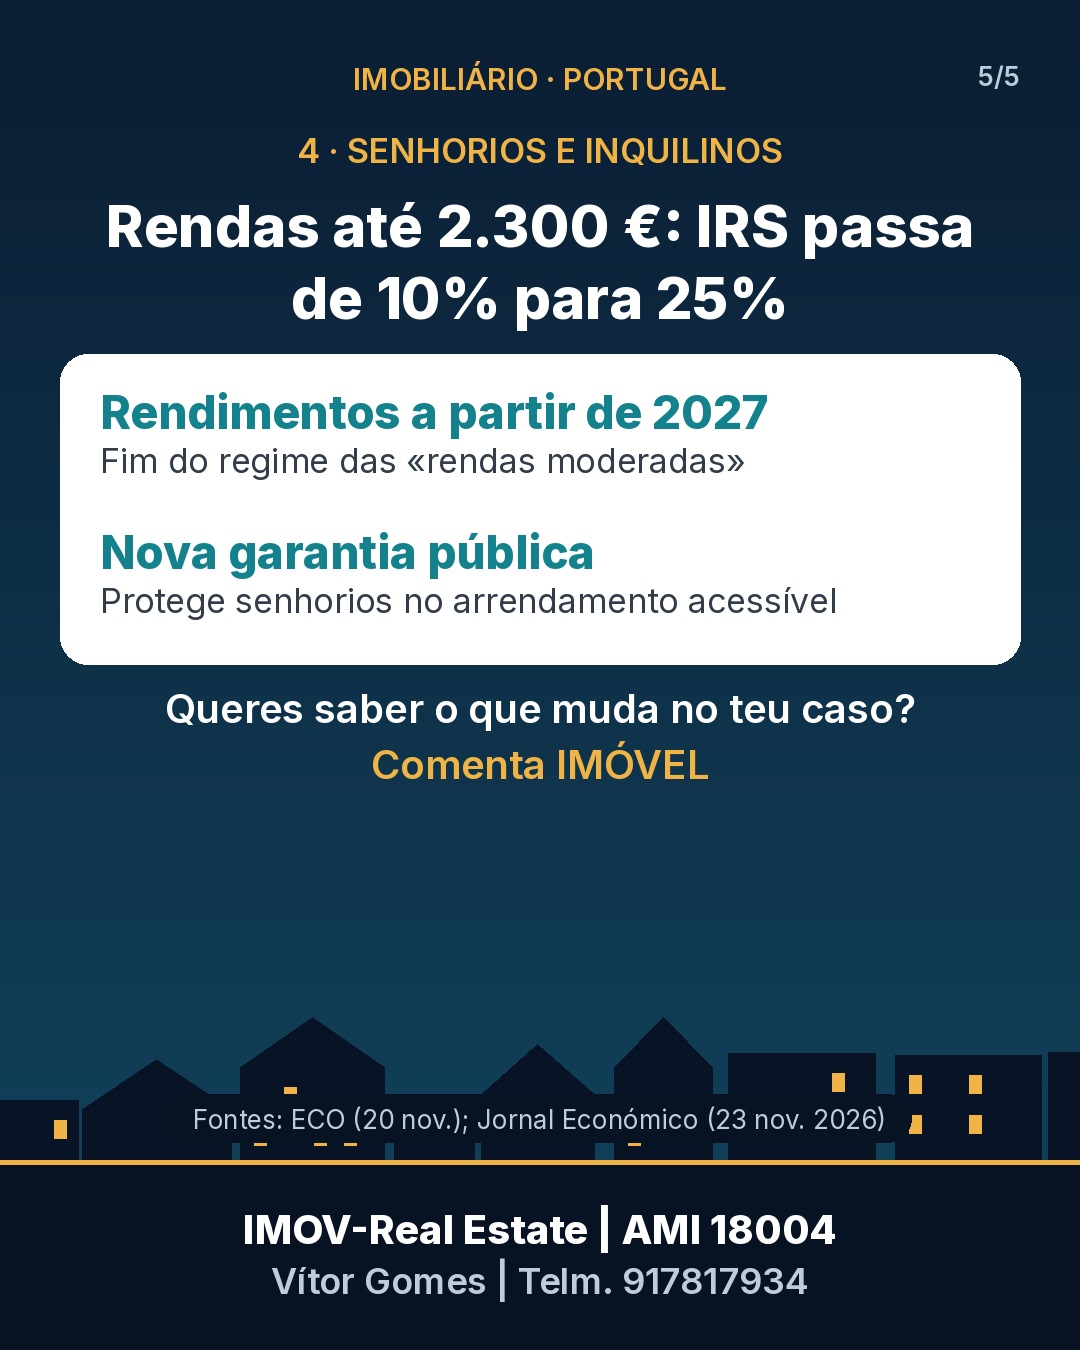 IMOBILIÁRIO · PORTUGAL
5/5
4 · SENHORIOS E INQUILINOS
Rendas até 2.300 €: IRS passa
de 10% para 25%
Rendimentos a partir de 2027
Fim do regime das «rendas moderadas»
Nova garantia pública
Protege senhorios no arrendamento acessível
Queres saber o que muda no teu caso?
Comenta IMÓVEL
Fontes: ECO (20 nov.); Jornal Económico (23 nov. 2026)
IMOV-Real Estate | AMI 18004
Vítor Gomes | Telm. 917817934